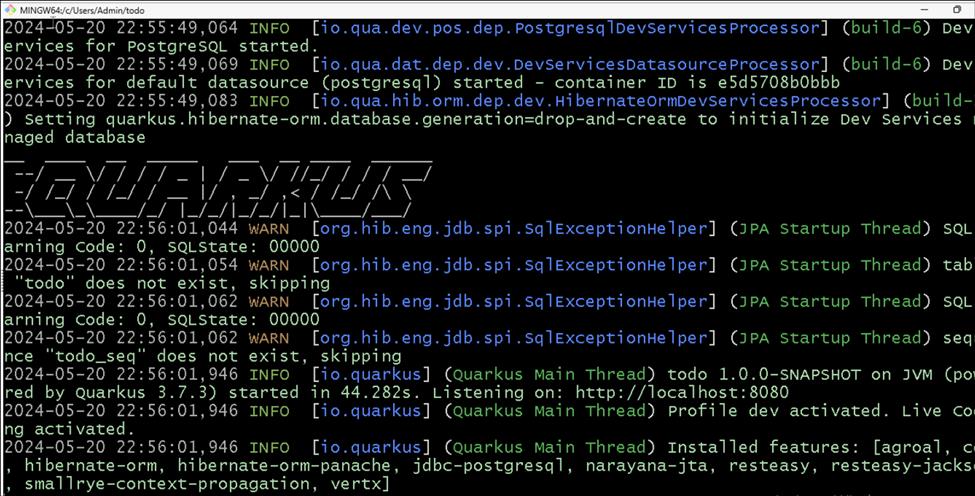 MINGW64:/c/Users/Admin/todo
2024-05-20 22:55:49,064 INFO  [io.qua.dev.pos.dep.PostgresqlDevServicesProcessor] (build-6) Dev
ervices for PostgreSQL started.
2024-05-20 22:55:49,069 INFO  [io.qua.dat.dep.dev.DevServicesDatasourceProcessor] (build-6) Dev
ervices for default datasource (postgresql) started - container ID is e5d5708b0bbb
2024-05-20 22:55:49,083 INFO  [io.qua.hib.orm.dep.dev.HibernateOrmDevServicesProcessor] (build-
) Setting quarkus.hibernate-orm.database.generation=drop-and-create to initialize Dev Services
naged database
QUARKUS
2024-05-20 22:56:01,044 WARN  [org.hib.eng.jdb.spi.SqlExceptionHelper] (JPA Startup Thread) SQL
arning Code: 0, SQLState: 00000
2024-05-20 22:56:01,054 WARN  [org.hib.eng.jdb.spi.SqlExceptionHelper] (JPA Startup Thread) tab
"todo" does not exist, skipping
2024-05-20 22:56:01,062 WARN  [org.hib.eng.jdb.spi.SqlExceptionHelper] (JPA Startup Thread) SQL
arning Code: 0, SQLState: 00000
2024-05-20 22:56:01,062 WARN  [org.hib.eng.jdb.spi.SqlExceptionHelper] (JPA Startup Thread) seq
nce "todo_seq" does not exist, skipping
2024-05-20 22:56:01,946 INFO  [io.quarkus] (Quarkus Main Thread) todo 1.0.0-SNAPSHOT on JVM (pow
red by Quarkus 3.7.3) started in 44.282s. Listening on: http://localhost:8080
2024-05-20 22:56:01,946 INFO  [io.quarkus] (Quarkus Main Thread) Profile dev activated. Live Co
ng activated.
2024-05-20 22:56:01,946 INFO  [io.quarkus] (Quarkus Main Thread) Installed features: [agroal, c
, hibernate-orm, hibernate-orm-panache, jdbc-postgresql, narayana-jta, resteasy, resteasy-jacks
, smallrye-context-propagation, vertx]